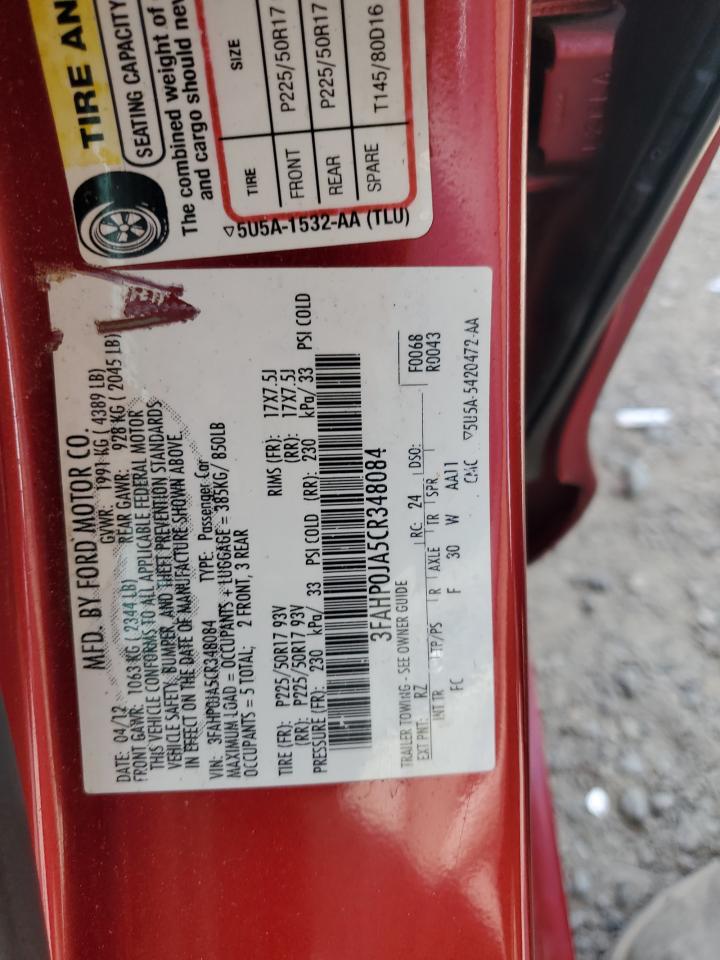 TIRE AN
SEATING CAPACITY
The combined weight of
and cargo should nev
TIRE SIZE
FRONT P225/50R17
REAR P225/50R17
SPARE T145/80D16
▽5U5A-1532-AA (TLU)
MFD. BY FORD MOTOR CO.
DATE: 04/12 GVWR: 1991 KG ( 4389 LB)
FRONT GAWR: 1063 KG ( 2344 LB) REAR GAWR: 928 KG ( 2045 LB)
THIS VEHICLE CONFORMS TO ALL APPLICABLE FEDERAL MOTOR
VEHICLE SAFETY, BUMPER, AND THEFT PREVENTION STANDARDS
IN EFFECT ON THE DATE OF MANUFACTURE SHOWN ABOVE
VIN: 3FAHP0JA5CR348084 TYPE: Passenger Car
MAXIMUM LOAD = OCCUPANTS + LUGGAGE = 385KG/ 850LB
OCCUPANTS = 5 TOTAL; 2 FRONT, 3 REAR
TIRE (FR): P225/50R17 93V RIMS (FR): 17X7.5J
(RR): P225/50R17 93V (RR): 17X7.5J
PRESSURE (FR): 230 kPa/ 33 PSI COLD (RR): 230 kPa/ 33 PSI COLD
3FAHP0JA5CR348084
TRAILER TOWING - SEE OWNER GUIDE F0068
EXT PNT: RZ RC: 24 DSO: R0043
INT TR TP/PS R AXLE TR SPR
FC F 30 W AA11
CMC ▽5U5A-5420472-AA